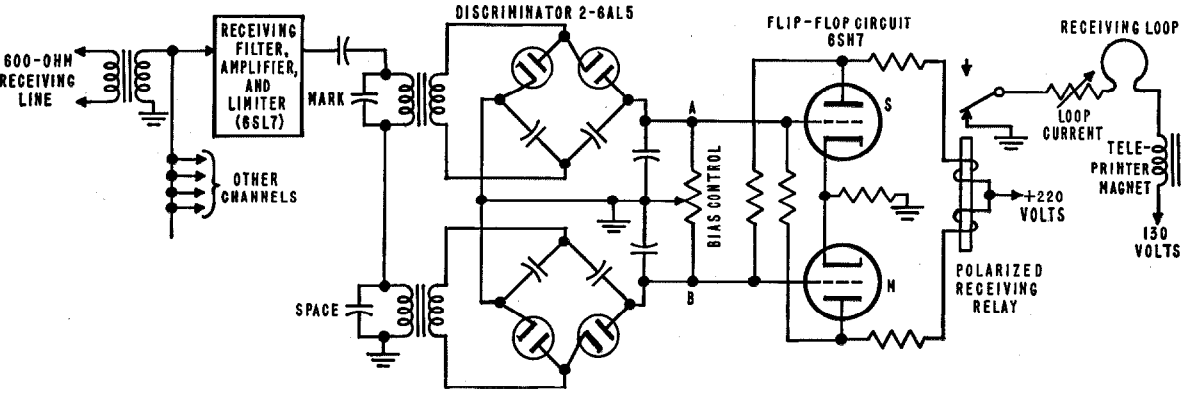 DISCRIMINATOR 2-6AL5
FLIP-FLOP CIRCUIT
6SN7
RECEIVING LOOP
600-OHM
RECEIVING
LINE
RECEIVING
FILTER,
AMPLIFIER,
AND
LIMITER
(6SL7)
MARK
OTHER
CHANNELS
SPACE
A
B
BIAS CONTROL
S
M
LOOP
CURRENT
TELE-
PRINTER
MAGNET
+220
VOLTS
130
VOLTS
POLARIZED
RECEIVING
RELAY